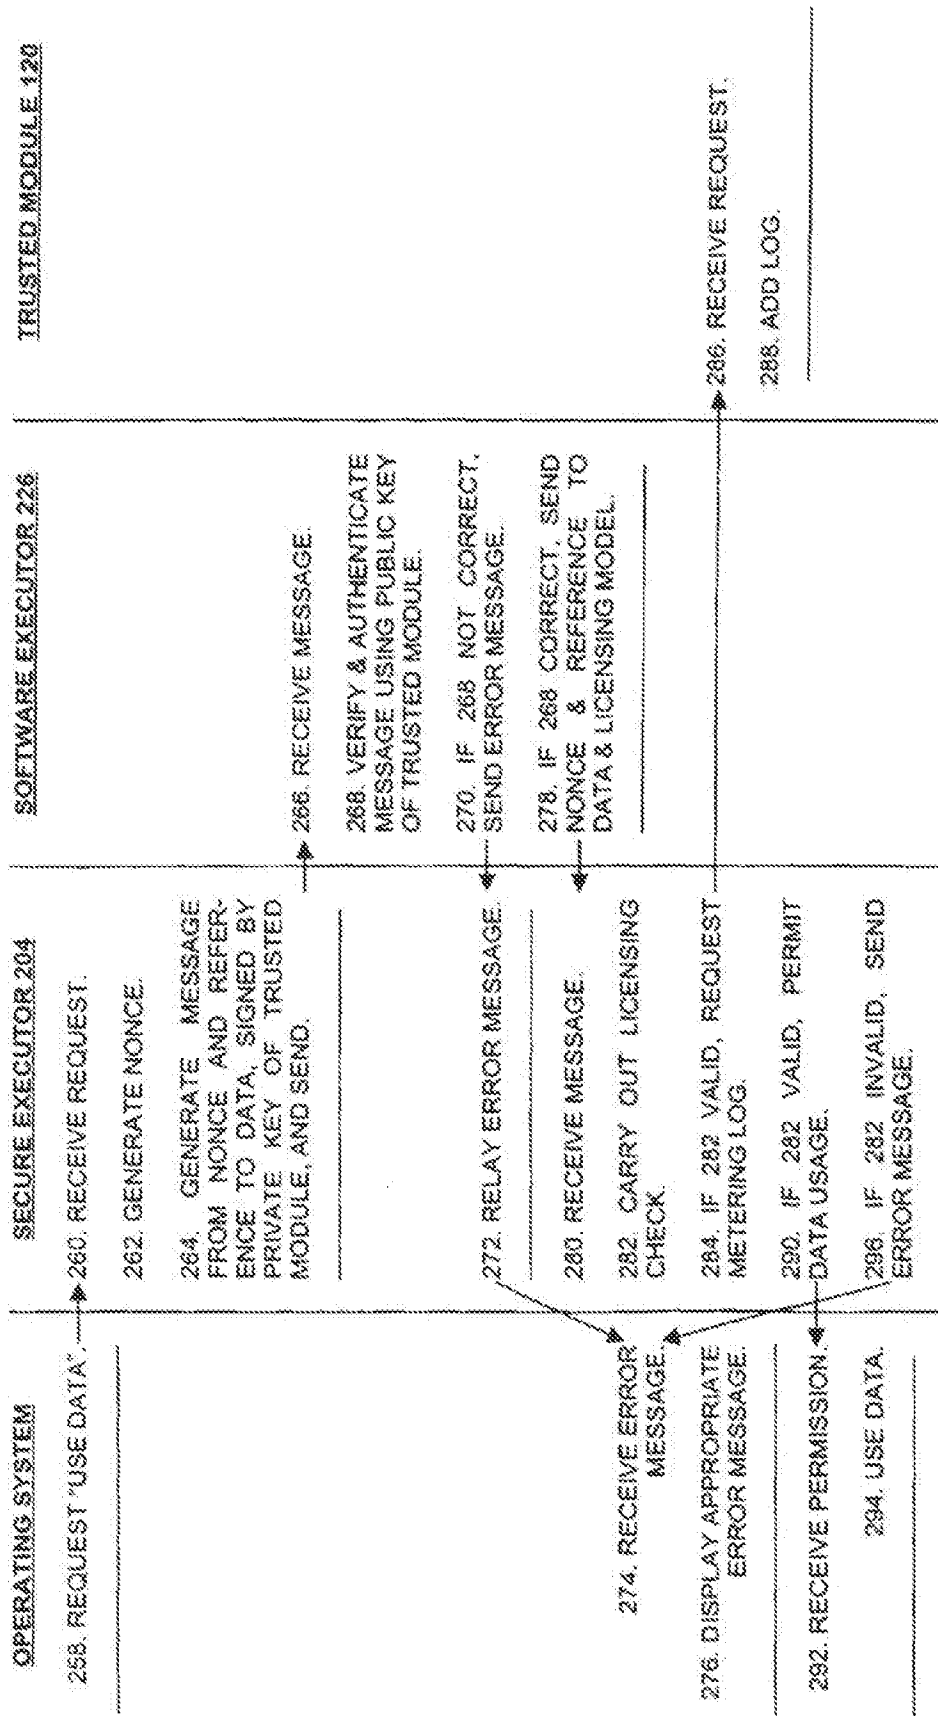 OPERATING SYSTEM
258. REQUEST "USE DATA".
274. RECEIVE ERROR
MESSAGE.
276. DISPLAY APPROPRIATE
ERROR MESSAGE.
292. RECEIVE PERMISSION.
294. USE DATA.
SECURE EXECUTOR 204
260. RECEIVE REQUEST.
262. GENERATE NONCE.
264. GENERATE MESSAGE
FROM NONCE AND REFER-
ENCE TO DATA, SIGNED BY
PRIVATE KEY OF TRUSTED
MODULE, AND SEND.
272. RELAY ERROR MESSAGE.
280. RECEIVE MESSAGE.
282. CARRY OUT LICENSING
CHECK.
284. IF 282 VALID, REQUEST
METERING LOG.
290. IF 282 VALID, PERMIT
DATA USAGE.
296. IF 282 INVALID, SEND
ERROR MESSAGE.
SOFTWARE EXECUTOR 226
266. RECEIVE MESSAGE.
268. VERIFY & AUTHENTICATE
MESSAGE USING PUBLIC KEY
OF TRUSTED MODULE.
270. IF 268 NOT CORRECT,
SEND ERROR MESSAGE.
278. IF 268 CORRECT, SEND
NONCE & REFERENCE TO
DATA & LICENSING MODEL.
TRUSTED MODULE 120
286. RECEIVE REQUEST.
288. ADD LOG.